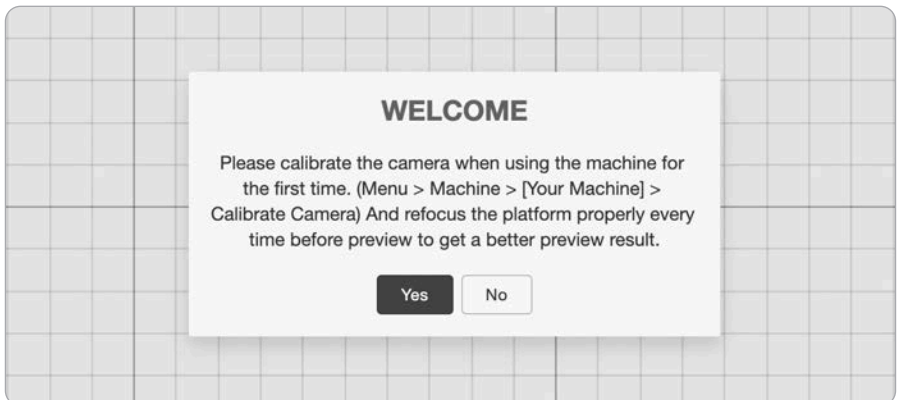 WELCOME
Please calibrate the camera when using the machine for
the first time. (Menu > Machine > [Your Machine] >
Calibrate Camera) And refocus the platform properly every
time before preview to get a better preview result.
Yes No